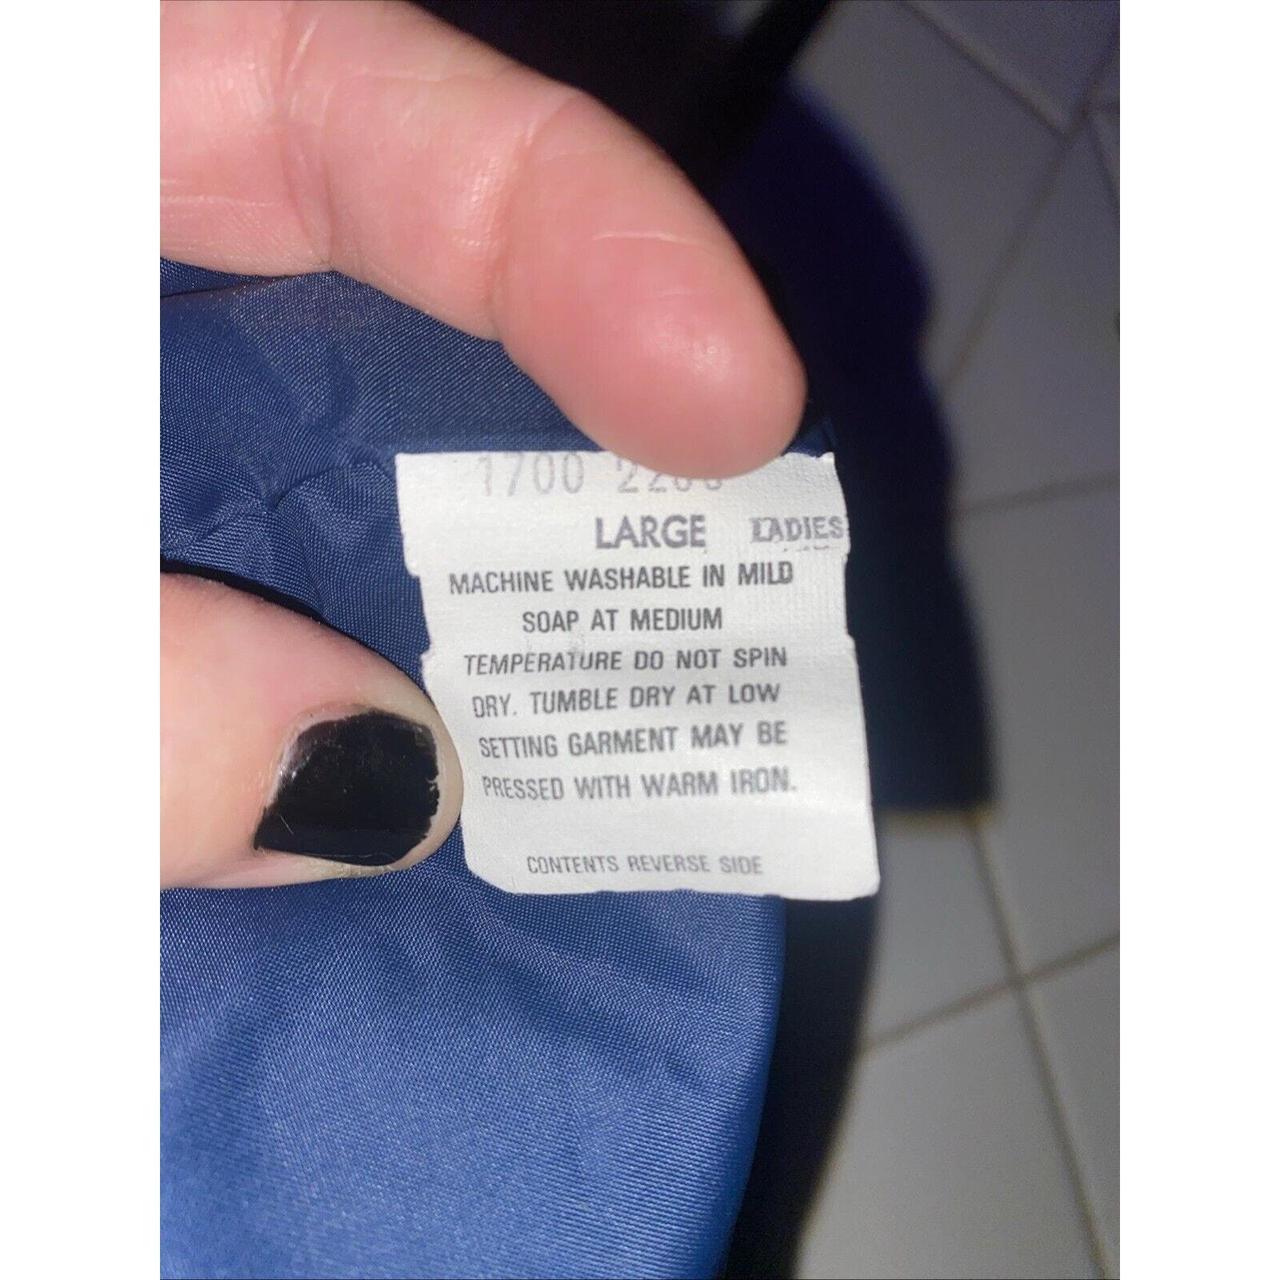 1700
LARGE LADIES
MACHINE WASHABLE IN MILD
SOAP AT MEDIUM
TEMPERATURE DO NOT SPIN
DRY. TUMBLE DRY AT LOW
SETTING GARMENT MAY BE
PRESSED WITH WARM IRON.
CONTENTS REVERSE SIDE